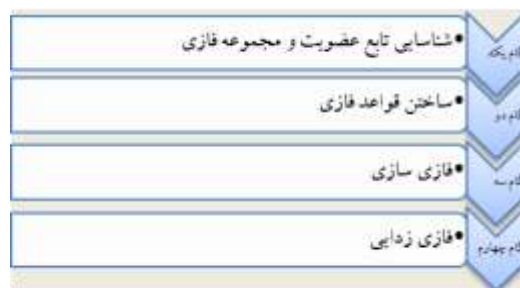 گام یک
•شناسایی تابع عضویت و مجموعه فازی
گام دو
•ساختن قواعد فازی
گام سه
•فازی سازی
گام چهارم
•فازی زدایی